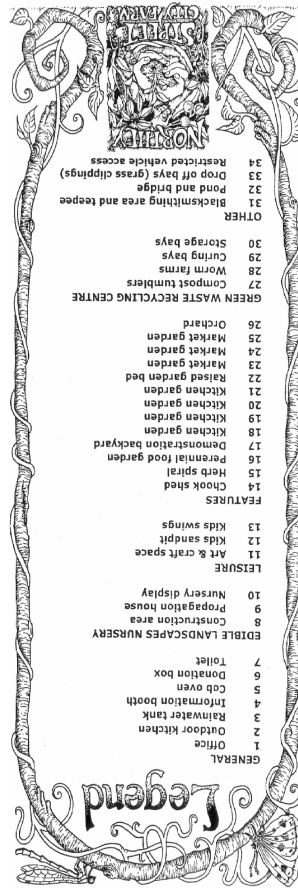 Legend
GENERAL
1 Office
2 Outdoor kitchen
3 Rainwater tank
4 Information booth
5 Cob oven
6 Donation box
7 Toilet
EDIBLE LANDSCAPES NURSERY
8 Construction area
9 Propagation house
10 Nursery display
LEISURE
11 Art & craft space
12 Kids sandpit
13 Kids swings
FEATURES
14 Chook shed
15 Herb spiral
16 Perennial food garden
17 Demonstration backyard
18 Kitchen garden
19 Kitchen garden
20 Kitchen garden
21 Kitchen garden
22 Raised garden bed
23 Market garden
24 Market garden
25 Market garden
26 Orchard
GREEN WASTE RECYCLING CENTRE
27 Compost tumblers
28 Worm farms
29 Curing bays
30 Storage bays
OTHER
31 Blacksmithing area and teepee
32 Pond and bridge
33 Drop off bays (grass clippings)
34 Restricted vehicle access
NORTHEY
STREET
CITY FARM